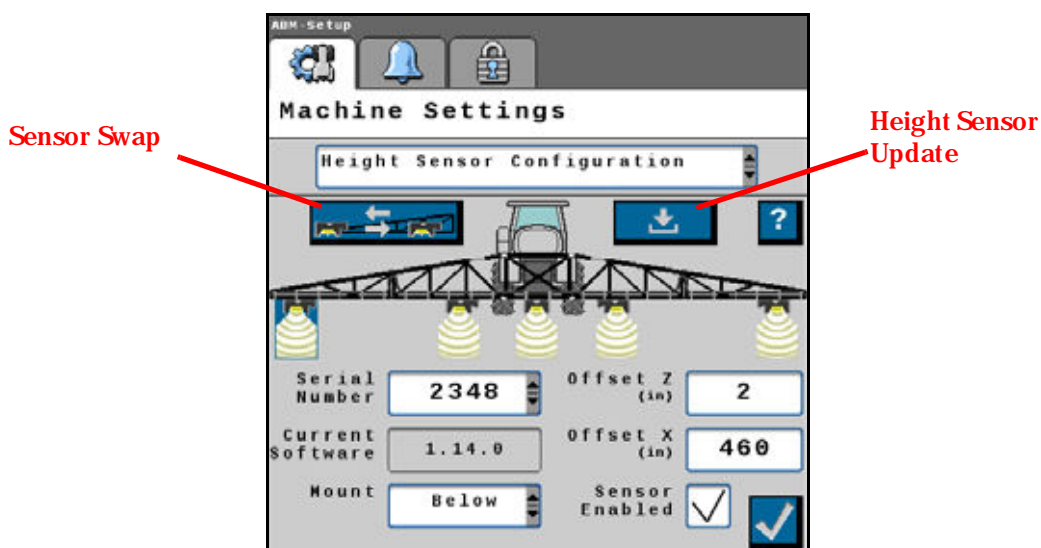 ABM-Setup
Machine Settings
Sensor Swap
Height Sensor
Update
Height Sensor Configuration
?
Serial
Number
2348
Offset Z
(in)
2
Current
Software
1.14.0
Offset X
(in)
460
Mount
Below
Sensor
Enabled